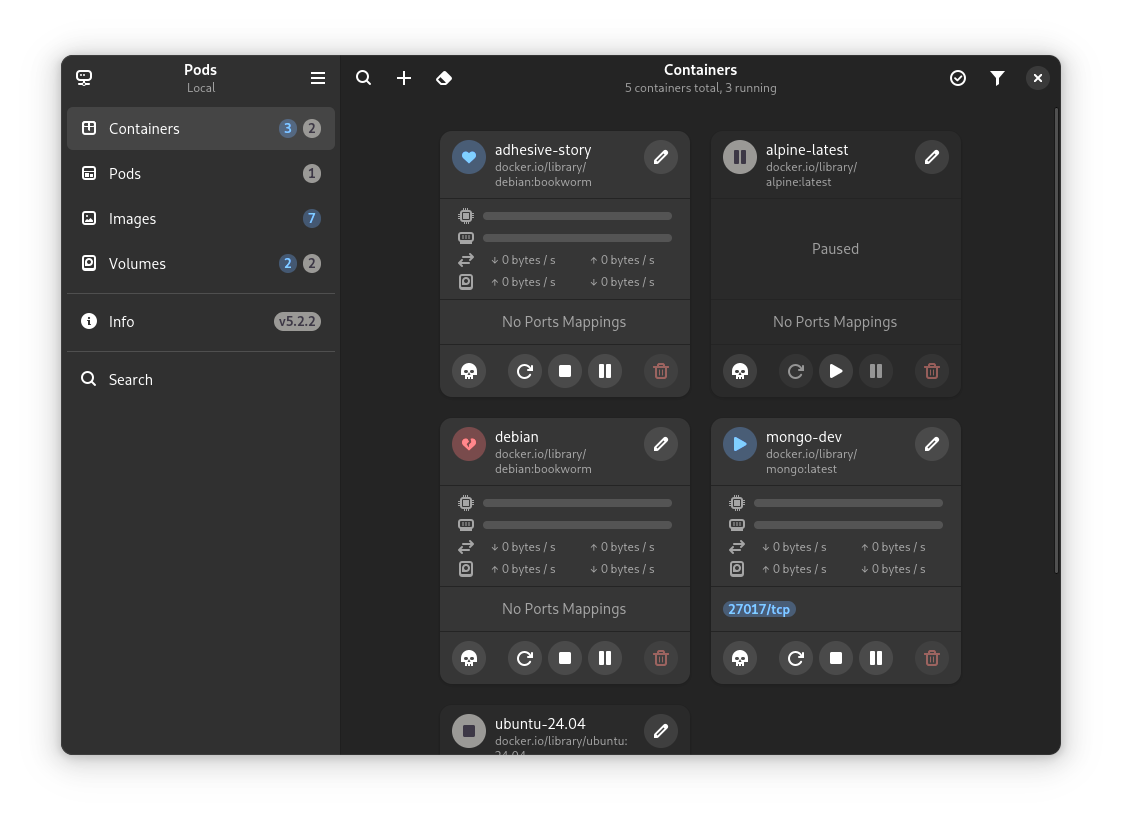 Pods
Local
Containers
5 containers total, 3 running
Containers 3 2
Pods 1
Images 7
Volumes 2 2
Info v5.2.2
Search
adhesive-story
docker.io/library/
debian:bookworm
↓ 0 bytes / s ↑ 0 bytes / s
↑ 0 bytes / s ↓ 0 bytes / s
No Ports Mappings
alpine-latest
docker.io/library/
alpine:latest
Paused
No Ports Mappings
debian
docker.io/library/
debian:bookworm
↓ 0 bytes / s ↑ 0 bytes / s
↑ 0 bytes / s ↓ 0 bytes / s
No Ports Mappings
mongo-dev
docker.io/library/
mongo:latest
↓ 0 bytes / s ↑ 0 bytes / s
↑ 0 bytes / s ↓ 0 bytes / s
27017/tcp
ubuntu-24.04
docker.io/library/ubuntu:
24.04